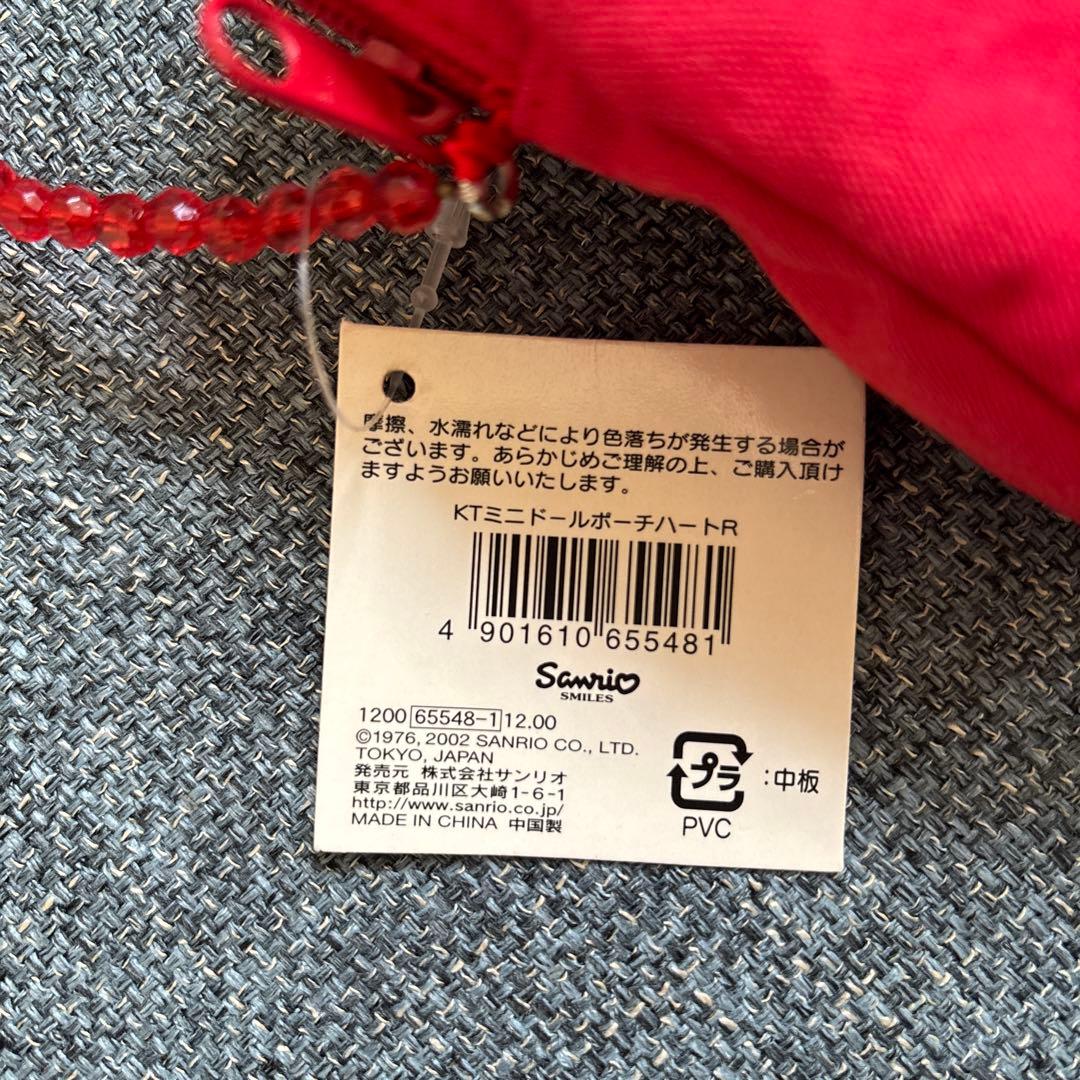 摩擦、水濡れなどにより色落ちが発生する場合が
ございます。あらかじめご理解の上、ご購入頂け
ますようお願いいたします。
KTミニドールポーチハートR
4 901610 655481
Sanrio
SMILES
1200 65548-1 12.00
©1976, 2002 SANRIO CO., LTD.
TOKYO, JAPAN
発売元 株式会社サンリオ
東京都品川区大崎1-6-1
http://www.sanrio.co.jp/
MADE IN CHINA 中国製
プラ :中板
PVC